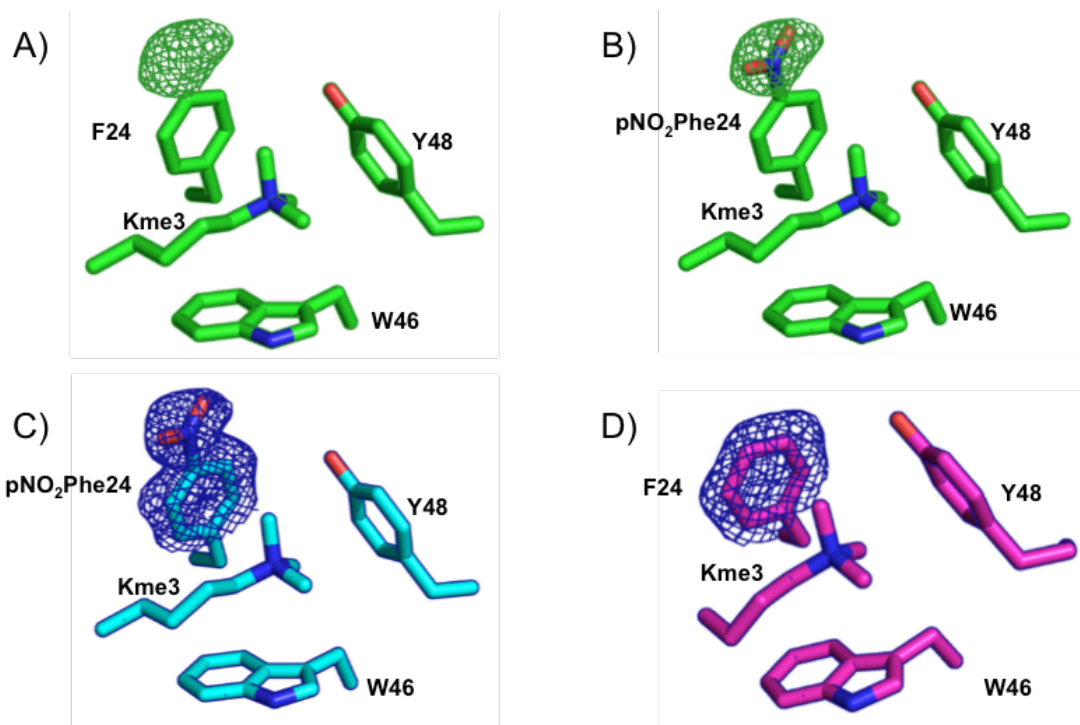 A)
F24
Y48
Kme3
W46
B)
pNO₂Phe24
Y48
Kme3
W46
C)
pNO₂Phe24
Y48
Kme3
W46
D)
F24
Y48
Kme3
W46